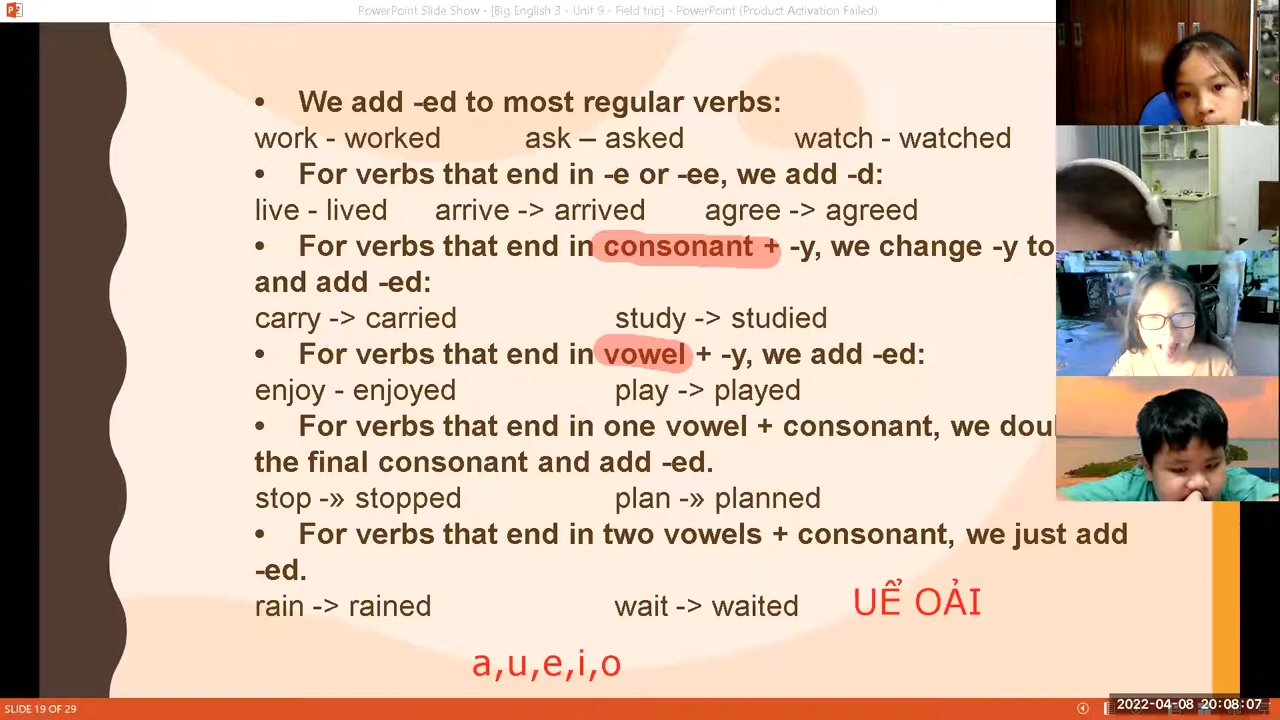 PowerPoint Slide Show - [Big English 3 - Unit 9 - Field trip] - PowerPoint (Product Activation Failed)
• We add -ed to most regular verbs:
work - worked ask – asked watch - watched
• For verbs that end in -e or -ee, we add -d:
live - lived arrive -> arrived agree -> agreed
• For verbs that end in consonant + -y, we change -y to
and add -ed:
carry -> carried study -> studied
• For verbs that end in vowel + -y, we add -ed:
enjoy - enjoyed play -> played
• For verbs that end in one vowel + consonant, we
the final consonant and add -ed.
stop -» stopped plan -» planned
• For verbs that end in two vowels + consonant, we just add
-ed.
rain -> rained wait -> waited UỂ OẢI
a,u,e,i,o
SLIDE 19 OF 29
2022-04-08 20:08:07